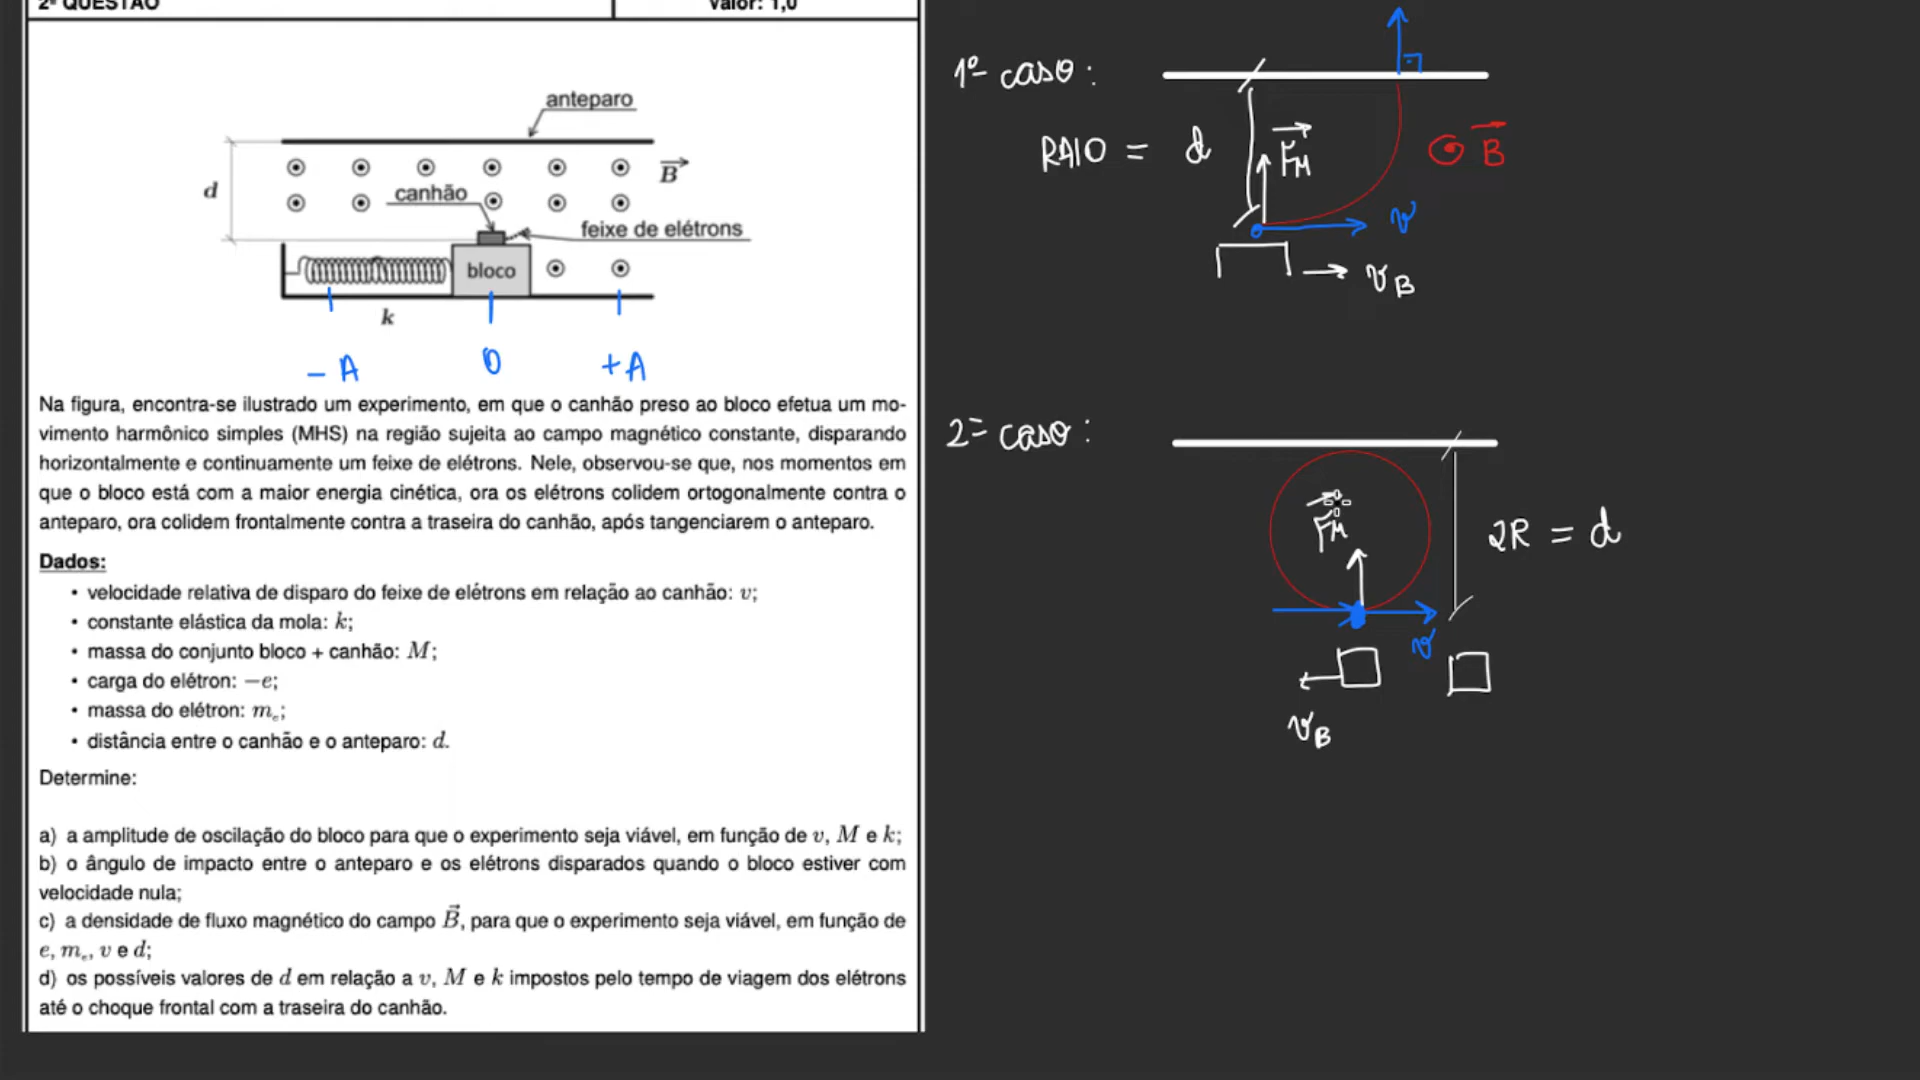 2ª QUESTÃO
Valor: 1,0
anteparo
B
d
canhão
feixe de elétrons
bloco
k
- A
0
+ A
Na figura, encontra-se ilustrado um experimento, em que o canhão preso ao bloco efetua um mo-
vimento harmônico simples (MHS) na região sujeita ao campo magnético constante, disparando
horizontalmente e continuamente um feixe de elétrons. Nele, observou-se que, nos momentos em
que o bloco está com a maior energia cinética, ora os elétrons colidem ortogonalmente contra o
anteparo, ora colidem frontalmente contra a traseira do canhão, após tangenciarem o anteparo.
Dados:
• velocidade relativa de disparo do feixe de elétrons em relação ao canhão: v;
• constante elástica da mola: k;
• massa do conjunto bloco + canhão: M;
• carga do elétron: −e;
• massa do elétron: mₑ;
• distância entre o canhão e o anteparo: d.
Determine:
a) a amplitude de oscilação do bloco para que o experimento seja viável, em função de v, M e k;
b) o ângulo de impacto entre o anteparo e os elétrons disparados quando o bloco estiver com
velocidade nula;
c) a densidade de fluxo magnético do campo B⃗, para que o experimento seja viável, em função de
e, mₑ, v e d;
d) os possíveis valores de d em relação a v, M e k impostos pelo tempo de viagem dos elétrons
até o choque frontal com a traseira do canhão.
1º caso:
RAIO = d
FM
B
v
vB
2º caso:
FM
2R = d
v
vB